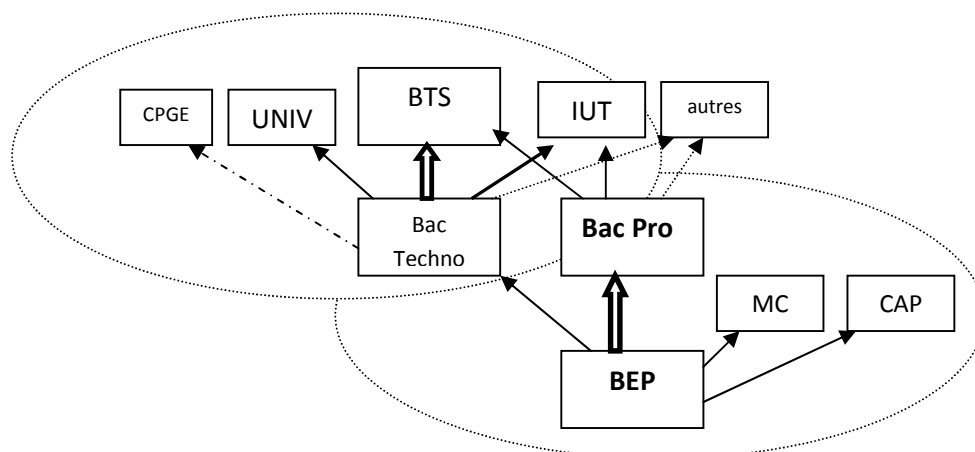 CPGE
UNIV
BTS
IUT
autres
Bac
Techno
Bac Pro
MC
CAP
BEP